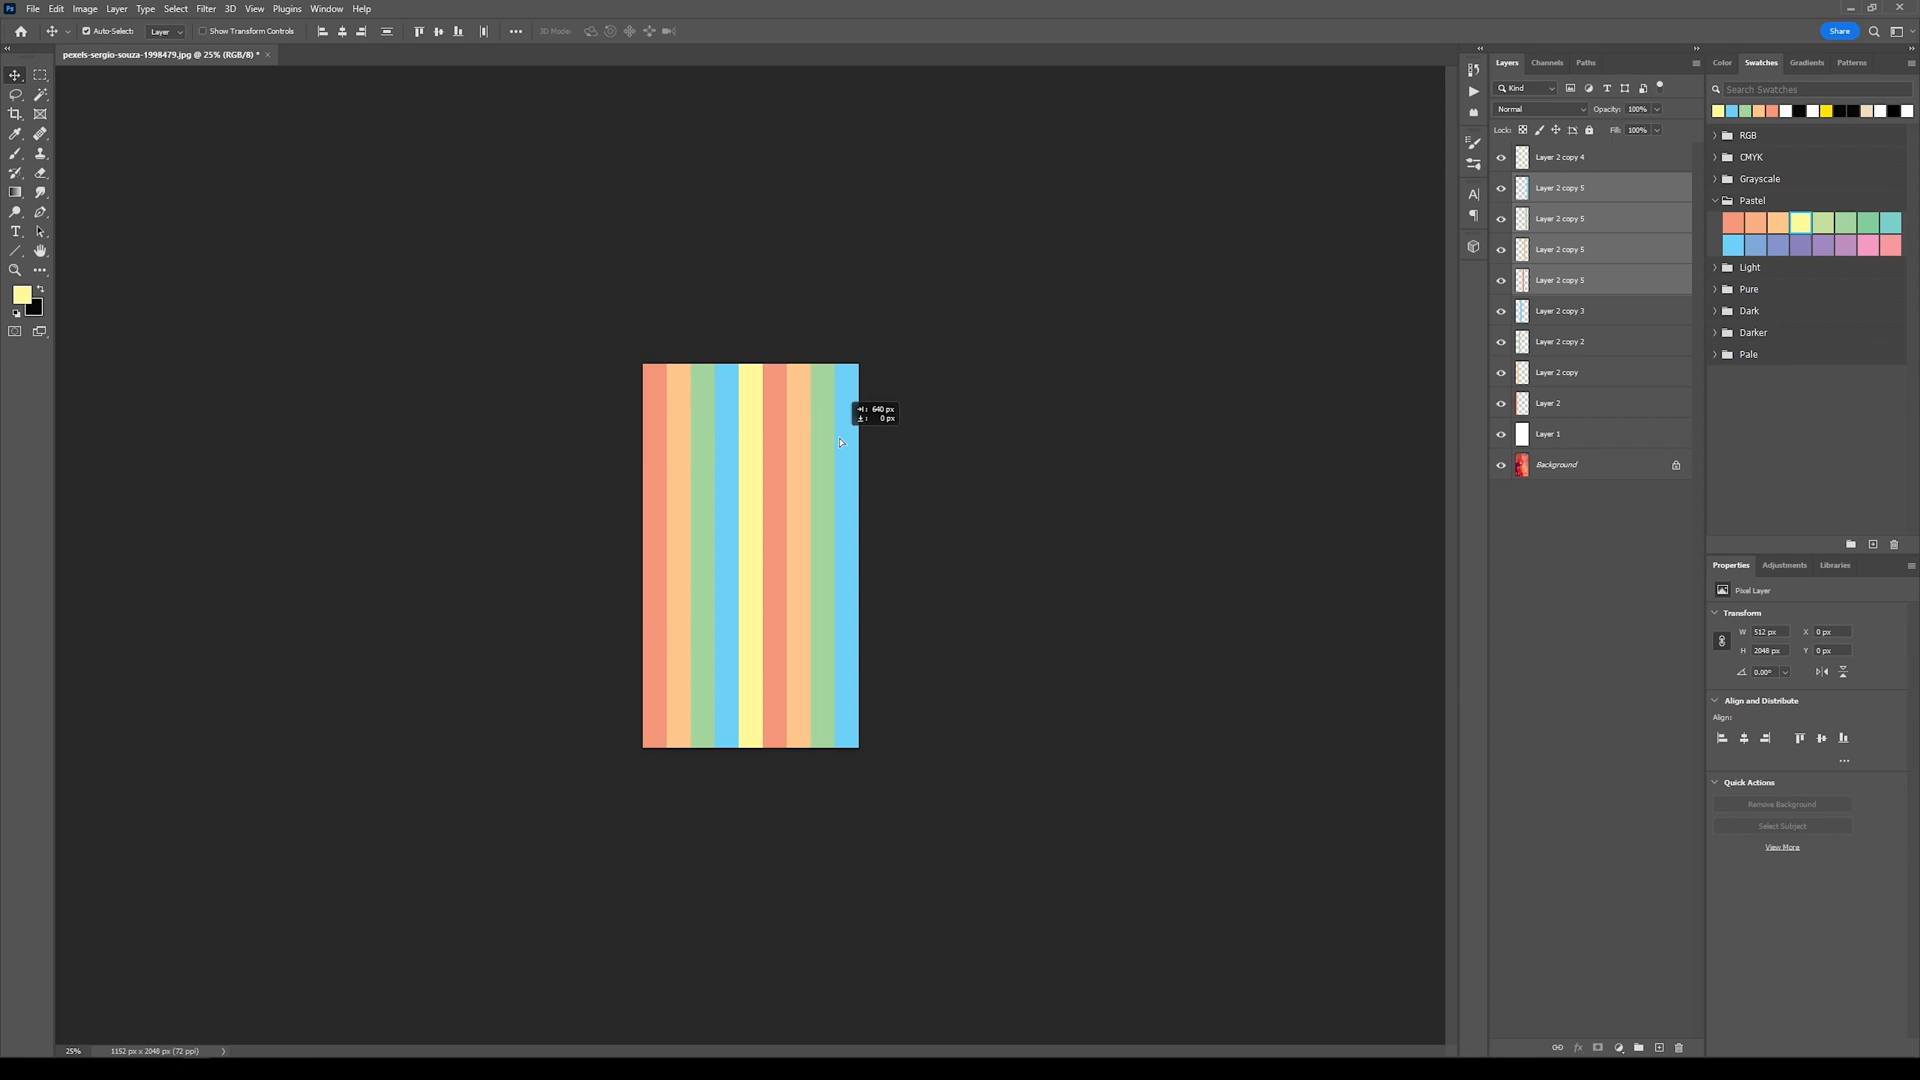 Ps File Edit Image Layer Type Select Filter 3D View Plugins Window Help
Auto-Select: Layer Show Transform Controls 3D Mode: Share
pexels-sergio-souza-1998479.jpg @ 25% (RGB/8) *
Layers Channels Paths
Kind
Normal Opacity: 100%
Lock: Fill: 100%
Layer 2 copy 4
Layer 2 copy 5
Layer 2 copy 5
Layer 2 copy 5
Layer 2 copy 5
Layer 2 copy 3
Layer 2 copy 2
Layer 2 copy
Layer 2
Layer 1
Background
Color Swatches Gradients Patterns
Search Swatches
RGB
CMYK
Grayscale
Pastel
Light
Pure
Dark
Darker
Pale
Properties Adjustments Libraries
Pixel Layer
Transform
W 512 px X 0 px
H 2048 px Y 0 px
0.00°
Align and Distribute
Align:
Quick Actions
Remove Background
Select Subject
View More
: 640 px
: 0 px
25% 1152 px x 2048 px (72 ppi)